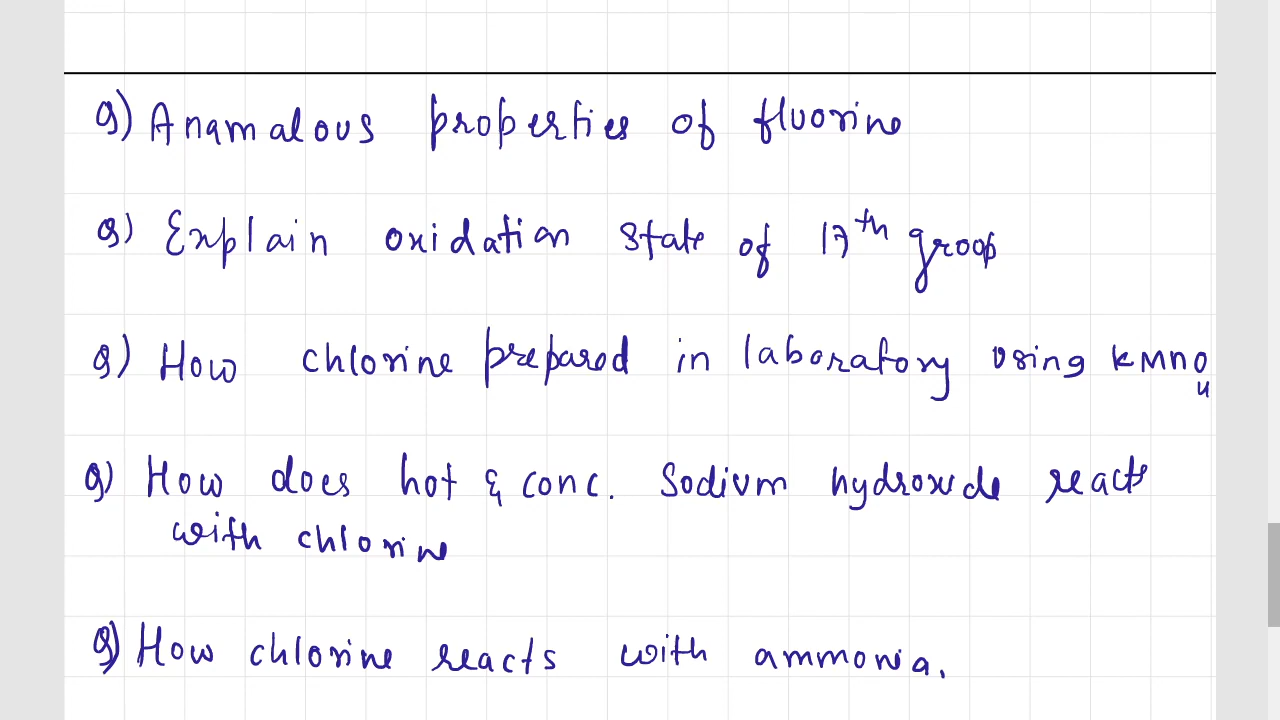 Q) Anamalous properties of fluorine
Q) Explain oxidation state of 17th group
Q) How chlorine prepared in laboratory using KMnO4
Q) How does hot & conc. Sodium hydroxide reacts
with chlorine
Q) How chlorine reacts with ammonia.